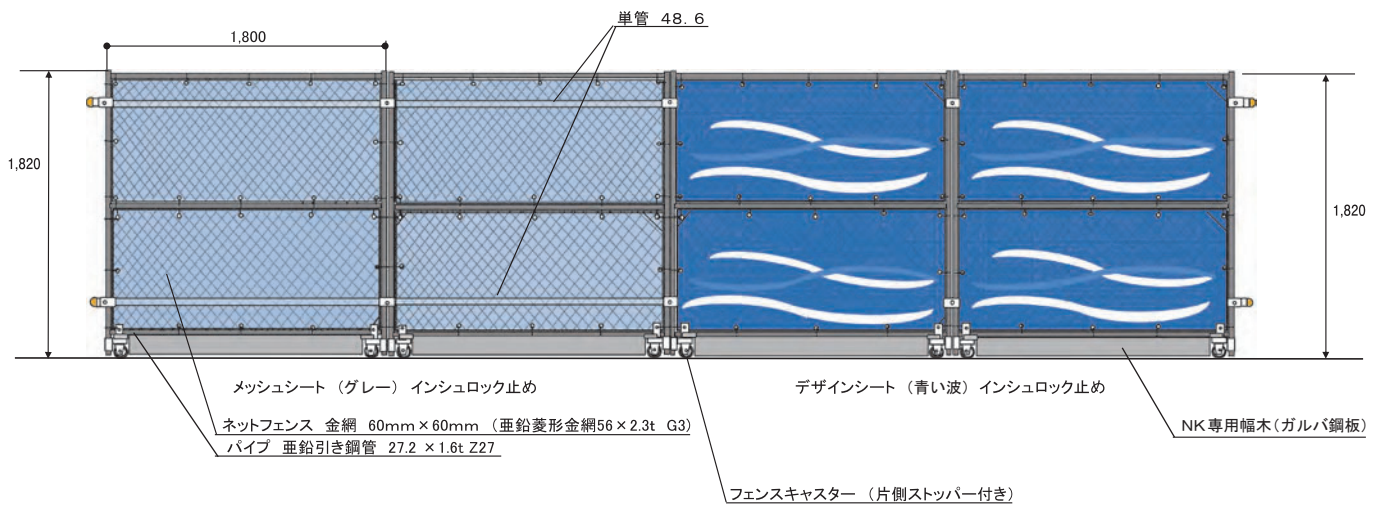 単管 48.6
1,800
1,820
1,820
メッシュシート (グレー) インシュロック止め
デザインシート (青い波) インシュロック止め
ネットフェンス 金網 60mm×60mm (亜鉛菱形金網56×2.3t G3)
NK専用幅木(ガルバ鋼板)
パイプ 亜鉛引き鋼管 27.2 ×1.6t Z27
フェンスキャスター (片側ストッパー付き)